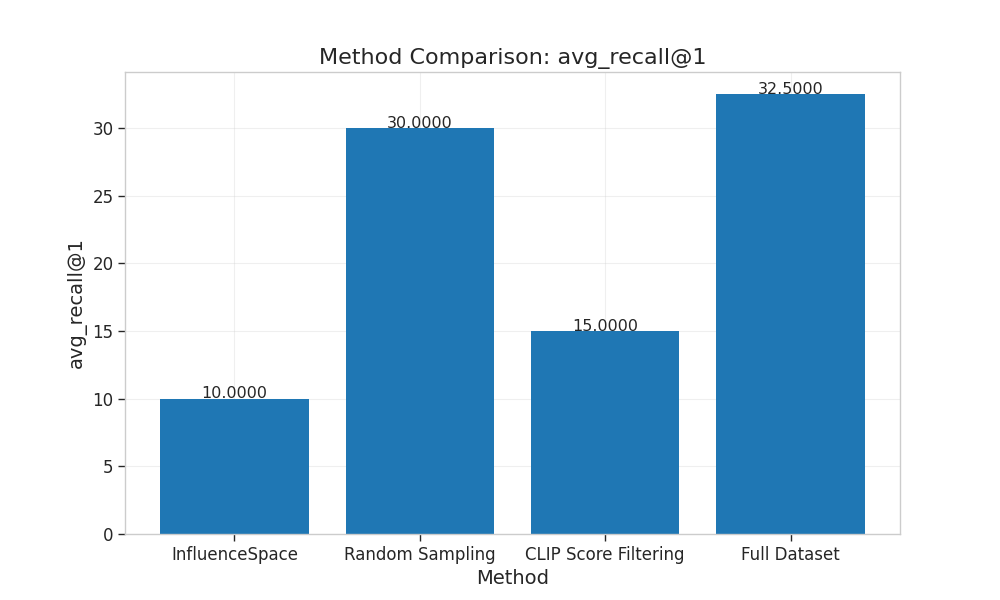 Method Comparison: avg_recall@1
avg_recall@1
30
25
20
15
10
5
0
10.0000
30.0000
15.0000
32.5000
InfluenceSpace
Random Sampling
CLIP Score Filtering
Full Dataset
Method